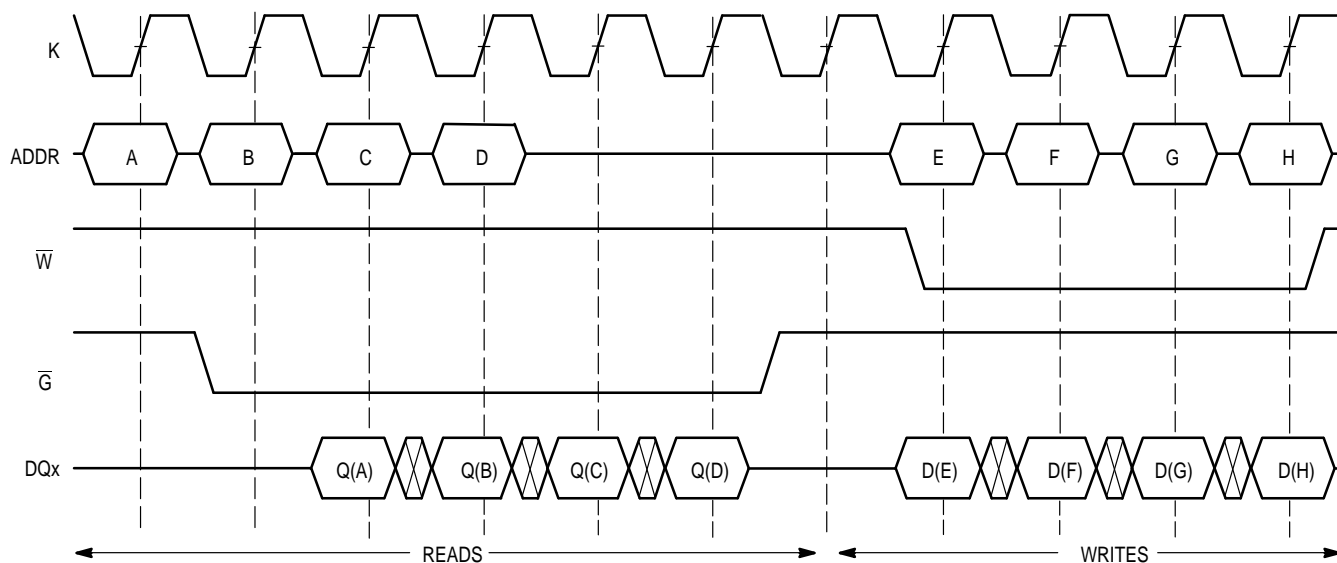 K
ADDR A B C D E F G H
W̅
G̅
DQx Q(A) Q(B) Q(C) Q(D) D(E) D(F) D(G) D(H)
READS WRITES